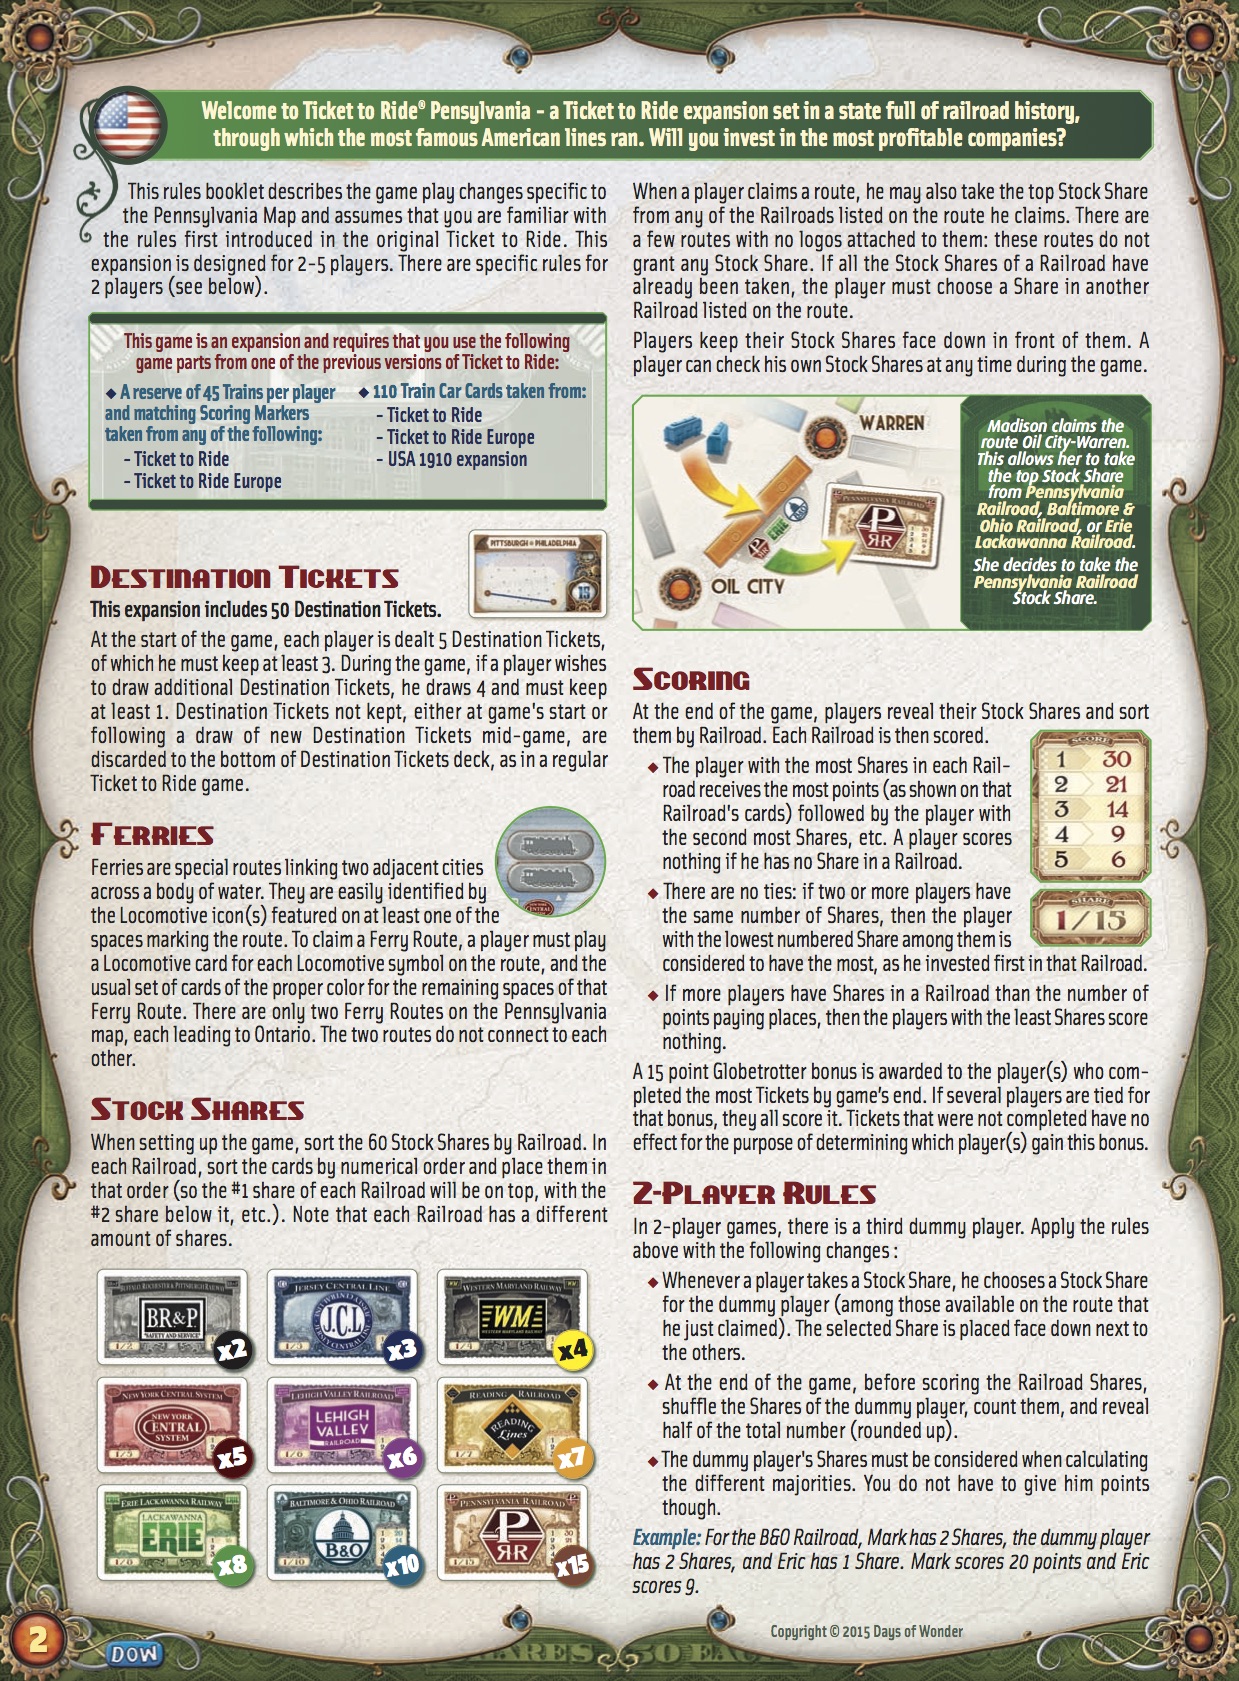 Welcome to Ticket to Ride® Pensylvania - a Ticket to Ride expansion set in a state full of railroad history,
through which the most famous American lines ran. Will you invest in the most profitable companies?
This rules booklet describes the game play changes specific to
the Pennsylvania Map and assumes that you are familiar with
the rules first introduced in the original Ticket to Ride. This
expansion is designed for 2-5 players. There are specific rules for
2 players (see below).
This game is an expansion and requires that you use the following
game parts from one of the previous versions of Ticket to Ride:
◆ A reserve of 45 Trains per player
and matching Scoring Markers
taken from any of the following:
- Ticket to Ride
- Ticket to Ride Europe
◆ 110 Train Car Cards taken from:
- Ticket to Ride
- Ticket to Ride Europe
- USA 1910 expansion
PITTSBURGH PHILADELPHIA
15
Destination Tickets
This expansion includes 50 Destination Tickets.
At the start of the game, each player is dealt 5 Destination Tickets,
of which he must keep at least 3. During the game, if a player wishes
to draw additional Destination Tickets, he draws 4 and must keep
at least 1. Destination Tickets not kept, either at game's start or
following a draw of new Destination Tickets mid-game, are
discarded to the bottom of Destination Tickets deck, as in a regular
Ticket to Ride game.
Ferries
Ferries are special routes linking two adjacent cities
across a body of water. They are easily identified by
the Locomotive icon(s) featured on at least one of the
spaces marking the route. To claim a Ferry Route, a player must play
a Locomotive card for each Locomotive symbol on the route, and the
usual set of cards of the proper color for the remaining spaces of that
Ferry Route. There are only two Ferry Routes on the Pennsylvania
map, each leading to Ontario. The two routes do not connect to each
other.
Stock Shares
When setting up the game, sort the 60 Stock Shares by Railroad. In
each Railroad, sort the cards by numerical order and place them in
that order (so the #1 share of each Railroad will be on top, with the
#2 share below it, etc.). Note that each Railroad has a different
amount of shares.
BUFFALO ROCHESTER & PITTSBURGH RAILWAY
BR&P
"SAFETY AND SERVICE"
1/2
x2
JERSEY CENTRAL LINE
J.C.L
1/3
x3
WESTERN MARYLAND RAILWAY
WM
WESTERN MARYLAND RAILWAY
1/4
x4
NEW YORK CENTRAL SYSTEM
NEW YORK
CENTRAL
SYSTEM
1/5
x5
LEHIGH VALLEY RAILROAD
LEHIGH
VALLEY
RAILROAD
1/6
x6
READING RAILROAD
READING
Lines
1/7
x7
ERIE LACKAWANNA RAILWAY
LACKAWANNA
ERIE
1/8
x8
BALTIMORE & OHIO RAILROAD
B&O
1/10
x10
PENNSYLVANIA RAILROAD
PRR
1/15
x15
When a player claims a route, he may also take the top Stock Share
from any of the Railroads listed on the route he claims. There are
a few routes with no logos attached to them: these routes do not
grant any Stock Share. If all the Stock Shares of a Railroad have
already been taken, the player must choose a Share in another
Railroad listed on the route.
Players keep their Stock Shares face down in front of them. A
player can check his own Stock Shares at any time during the game.
WARREN
PENNSYLVANIA RAILROAD
PRR
ERIE
OIL CITY
Madison claims the
route Oil City-Warren.
This allows her to take
the top Stock Share
from Pennsylvania
Railroad, Baltimore &
Ohio Railroad, or Erie
Lackawanna Railroad.
She decides to take the
Pennsylvania Railroad
Stock Share.
Scoring
At the end of the game, players reveal their Stock Shares and sort
them by Railroad. Each Railroad is then scored.
◆ The player with the most Shares in each Rail-
road receives the most points (as shown on that
Railroad's cards) followed by the player with
the second most Shares, etc. A player scores
nothing if he has no Share in a Railroad.
◆ There are no ties: if two or more players have
the same number of Shares, then the player
with the lowest numbered Share among them is
considered to have the most, as he invested first in that Railroad.
◆ If more players have Shares in a Railroad than the number of
points paying places, then the players with the least Shares score
nothing.
SCORE
1 30
2 21
3 14
4 9
5 6
SHARE
1/15
A 15 point Globetrotter bonus is awarded to the player(s) who com-
pleted the most Tickets by game's end. If several players are tied for
that bonus, they all score it. Tickets that were not completed have no
effect for the purpose of determining which player(s) gain this bonus.
2-Player Rules
In 2-player games, there is a third dummy player. Apply the rules
above with the following changes :
◆ Whenever a player takes a Stock Share, he chooses a Stock Share
for the dummy player (among those available on the route that
he just claimed). The selected Share is placed face down next to
the others.
◆ At the end of the game, before scoring the Railroad Shares,
shuffle the Shares of the dummy player, count them, and reveal
half of the total number (rounded up).
◆ The dummy player's Shares must be considered when calculating
the different majorities. You do not have to give him points
though.
Example: For the B&O Railroad, Mark has 2 Shares, the dummy player
has 2 Shares, and Eric has 1 Share. Mark scores 20 points and Eric
scores 9.
Copyright © 2015 Days of Wonder
2
DOW